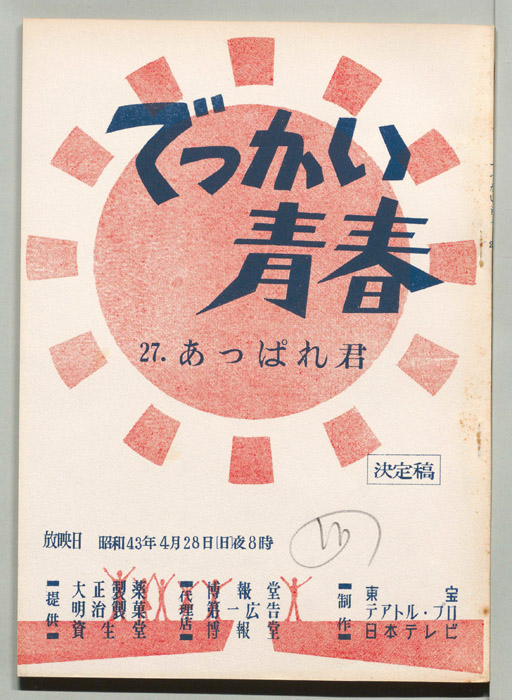 でっかい
青春
27. あっぱれ君
決定稿
放映日 昭和43年4月28日(日)夜8時
提供
大正製薬
明治製菓
資生堂
代理店
博報堂
第一広告
博報堂
制作
東宝
テアトル・プロ
日本テレビ